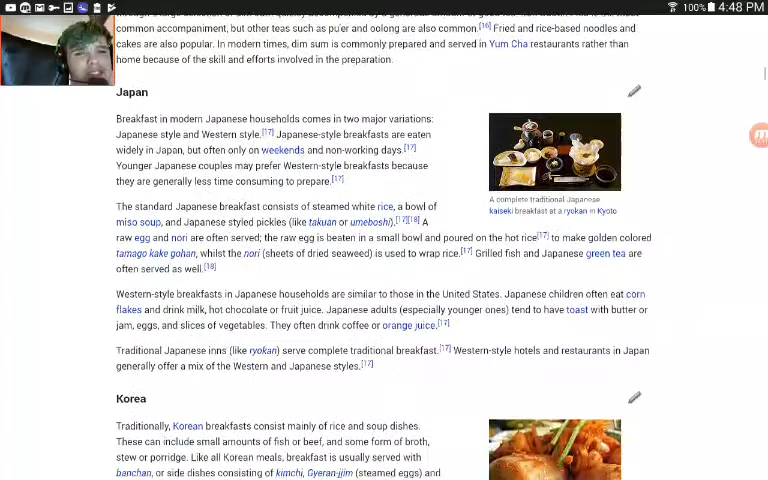 100% 4:48 PM
common accompaniment, but other teas such as pu'er and oolong are also common.[16] Fried and rice-based noodles and
cakes are also popular. In modern times, dim sum is commonly prepared and served in Yum Cha restaurants rather than
home because of the skill and efforts involved in the preparation.
Japan
Breakfast in modern Japanese households comes in two major variations:
Japanese style and Western style.[17] Japanese-style breakfasts are eaten
widely in Japan, but often only on weekends and non-working days.[17]
Younger Japanese couples may prefer Western-style breakfasts because
they are generally less time consuming to prepare.[17]
A complete traditional Japanese
kaiseki breakfast at a ryokan in Kyoto
The standard Japanese breakfast consists of steamed white rice, a bowl of
miso soup, and Japanese styled pickles (like takuan or umeboshi).[17][18] A
raw egg and nori are often served; the raw egg is beaten in a small bowl and poured on the hot rice[17] to make golden colored
tamago kake gohan, whilst the nori (sheets of dried seaweed) is used to wrap rice.[17] Grilled fish and Japanese green tea are
often served as well.[18]
Western-style breakfasts in Japanese households are similar to those in the United States. Japanese children often eat corn
flakes and drink milk, hot chocolate or fruit juice. Japanese adults (especially younger ones) tend to have toast with butter or
jam, eggs, and slices of vegetables. They often drink coffee or orange juice.[17]
Traditional Japanese inns (like ryokan) serve complete traditional breakfast.[17] Western-style hotels and restaurants in Japan
generally offer a mix of the Western and Japanese styles.[17]
Korea
Traditionally, Korean breakfasts consist mainly of rice and soup dishes.
These can include small amounts of fish or beef, and some form of broth,
stew or porridge. Like all Korean meals, breakfast is usually served with
banchan, or side dishes consisting of kimchi, Gyeran-jjim (steamed eggs) and